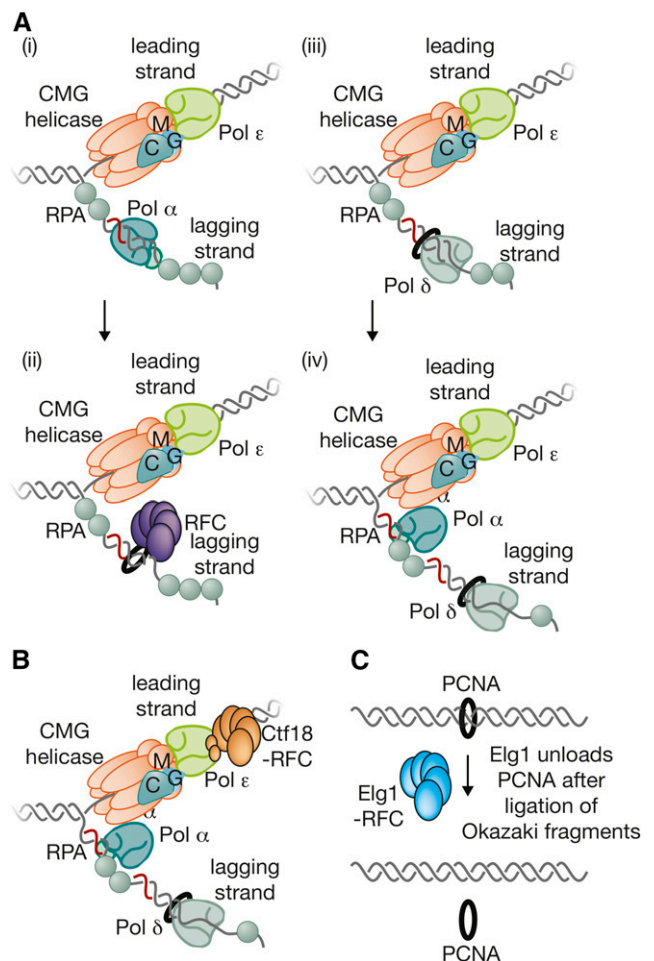 A
(i)
leading
strand
CMG
helicase
M
C
G
Pol ε
RPA
Pol α
lagging
strand
(iii)
leading
strand
CMG
helicase
M
C
G
Pol ε
RPA
lagging
strand
Pol δ
(ii)
leading
strand
CMG
helicase
M
C
G
Pol ε
RPA
RFC
lagging
strand
(iv)
leading
strand
CMG
helicase
M
C
G
Pol ε
α
RPA
Pol α
lagging
strand
Pol δ
B
leading
strand
CMG
helicase
M
C
G
Ctf18
-RFC
Pol ε
α
RPA
Pol α
lagging
strand
Pol δ
C
PCNA
Elg1
-RFC
Elg1 unloads
PCNA after
ligation of
Okazaki fragments
PCNA